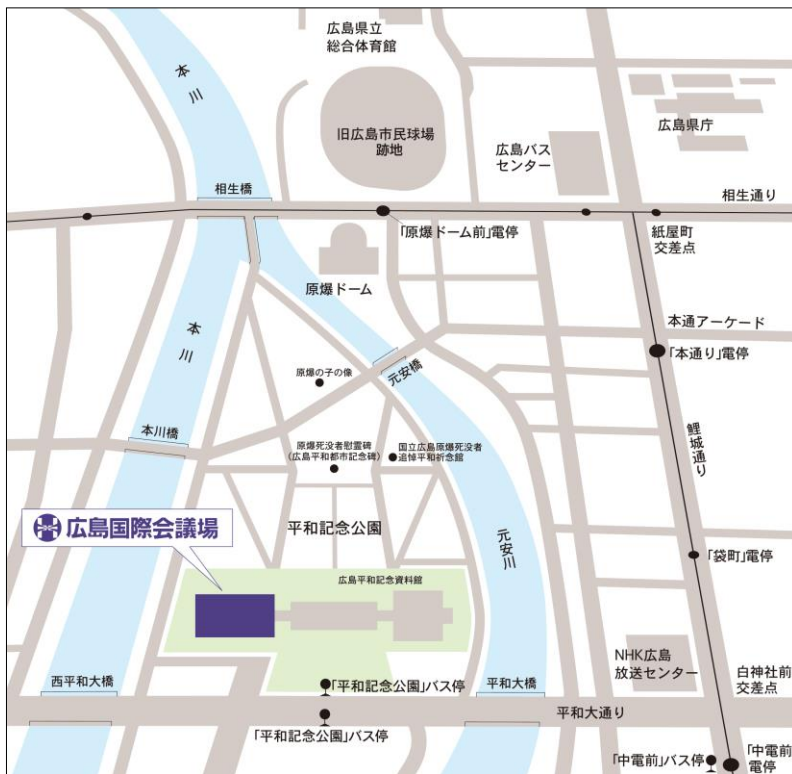 広島県立
総合体育館
本川
旧広島市民球場
跡地
広島バス
センター
広島県庁
相生橋
相生通り
「原爆ドーム前」電停
紙屋町
交差点
原爆ドーム
本川
本通アーケード
「本通り」電停
元安橋
原爆の子の像
本川橋
原爆死没者慰霊碑
(広島平和都市記念碑)
国立広島原爆死没者
追悼平和祈念館
鯉城通り
広島国際会議場
平和記念公園
元安川
「袋町」電停
広島平和記念資料館
NHK広島
放送センター
白神社前
交差点
西平和大橋
「平和記念公園」バス停
平和大橋
平和大通り
「平和記念公園」バス停
「中電前」バス停
「中電前」
電停